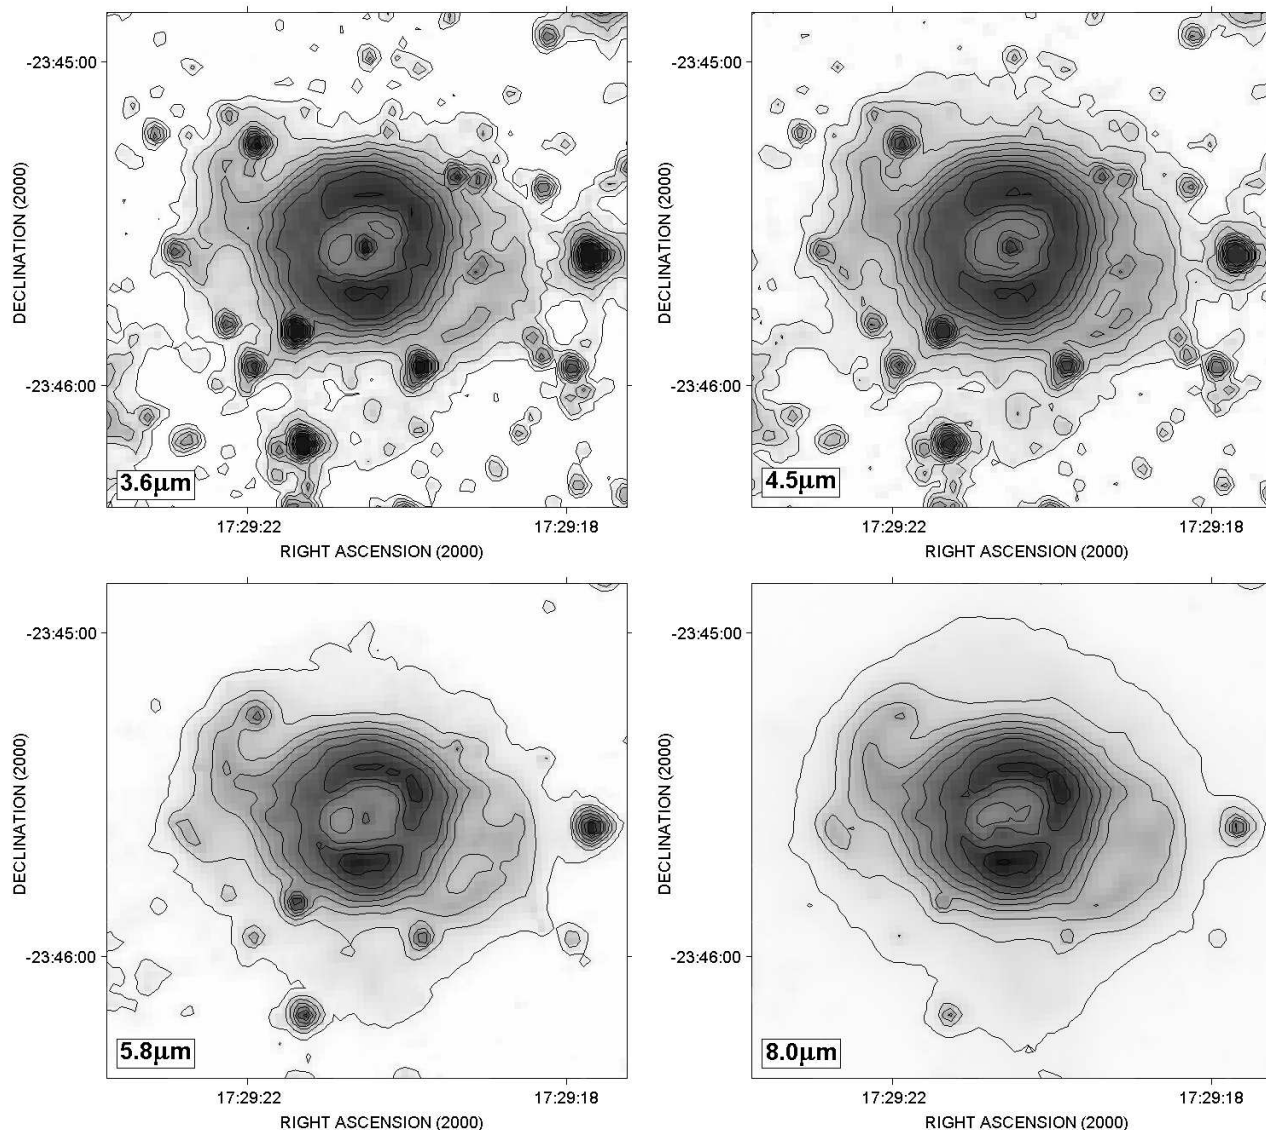 -23:45:00
DECLINATION (2000)
-23:46:00
3.6μm
17:29:22
17:29:18
RIGHT ASCENSION (2000)
-23:45:00
DECLINATION (2000)
-23:46:00
4.5μm
17:29:22
17:29:18
RIGHT ASCENSION (2000)
-23:45:00
DECLINATION (2000)
-23:46:00
5.8μm
17:29:22
17:29:18
RIGHT ASCENSION (2000)
-23:45:00
DECLINATION (2000)
-23:46:00
8.0μm
17:29:22
17:29:18
RIGHT ASCENSION (2000)